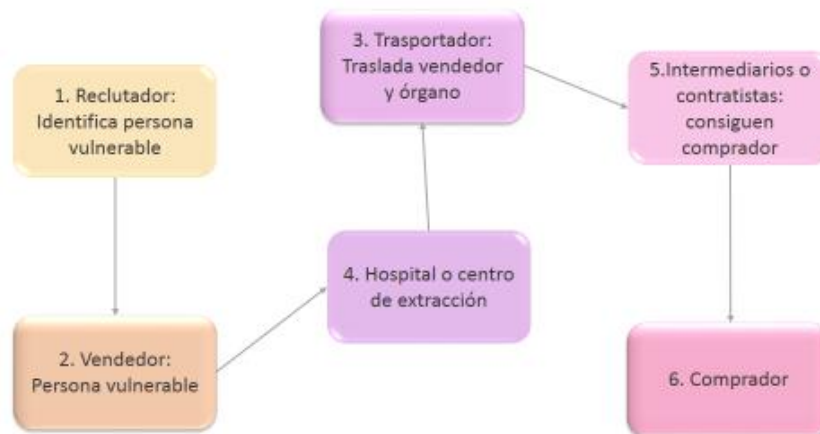 1. Reclutador:
Identifica persona
vulnerable
2. Vendedor:
Persona vulnerable
3. Trasportador:
Traslada vendedor
y órgano
4. Hospital o centro
de extracción
5.Intermediarios o
contratistas:
consiguen
comprador
6. Comprador